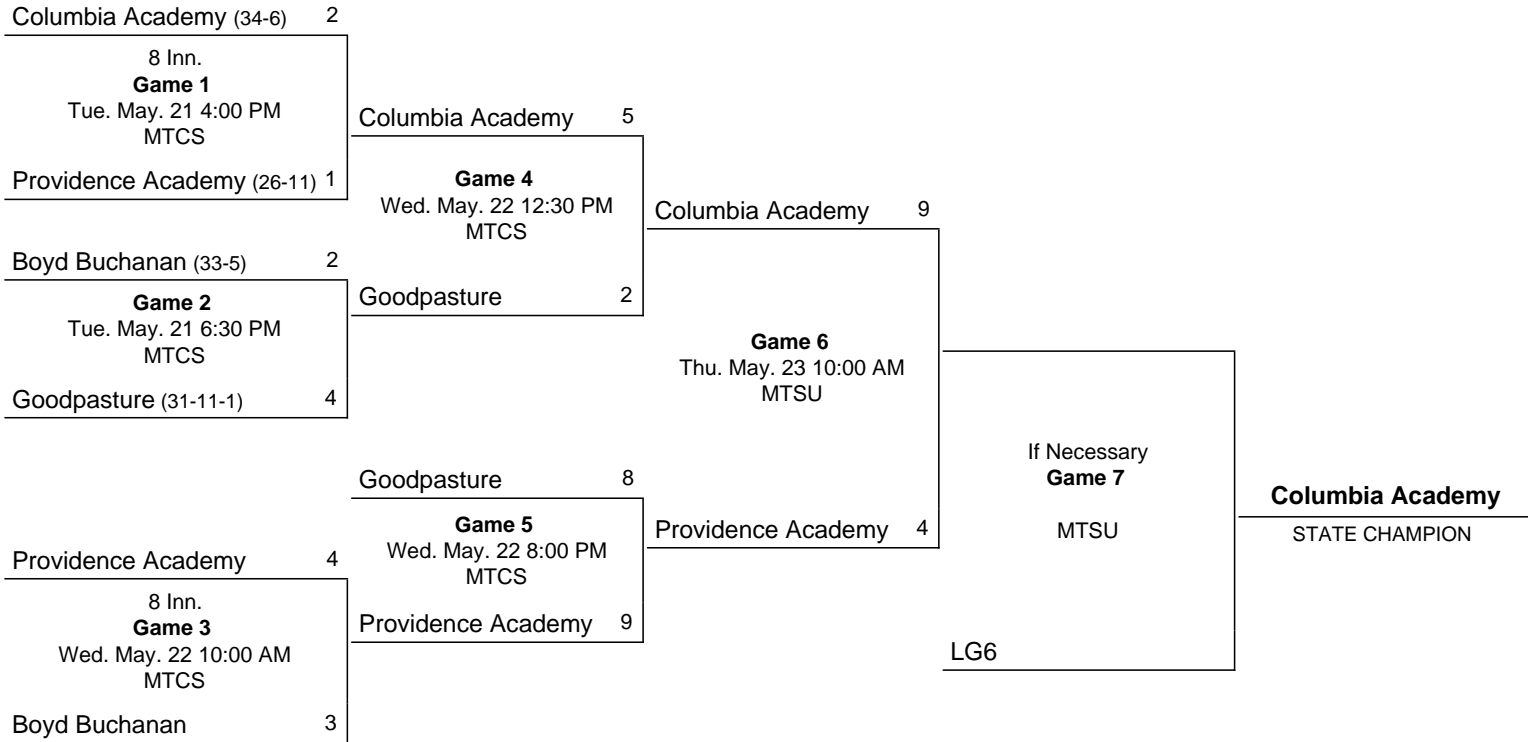 Columbia Academy (34-6) 2
8 Inn.
Game 1
Tue. May. 21 4:00 PM
MTCS
Providence Academy (26-11) 1
Boyd Buchanan (33-5) 2
Game 2
Tue. May. 21 6:30 PM
MTCS
Goodpasture (31-11-1) 4
Providence Academy 4
8 Inn.
Game 3
Wed. May. 22 10:00 AM
MTCS
Boyd Buchanan 3
Columbia Academy 5
Game 4
Wed. May. 22 12:30 PM
MTCS
Goodpasture 2
Goodpasture 8
Game 5
Wed. May. 22 8:00 PM
MTCS
Providence Academy 9
Columbia Academy 9
Game 6
Thu. May. 23 10:00 AM
MTSU
Providence Academy 4
If Necessary
Game 7
MTSU
LG6
Columbia Academy
STATE CHAMPION